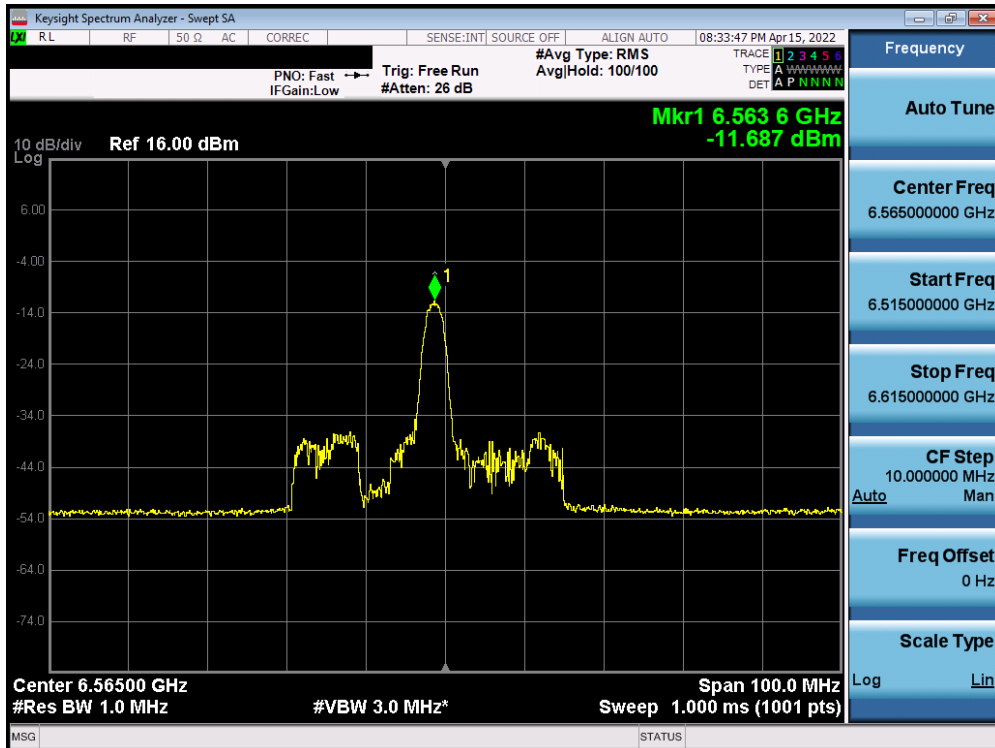 Keysight Spectrum Analyzer - Swept SA
LXI RL RF 50 Ω AC CORREC SENSE:INT SOURCE OFF ALIGN AUTO 08:33:47 PM Apr 15, 2022
PNO: Fast
IFGain:Low
Trig: Free Run
#Atten: 26 dB
#Avg Type: RMS
Avg|Hold: 100/100
TRACE 1 2 3 4 5 6
TYPE A WWWWW
DET A P N N N N
Mkr1 6.563 6 GHz
-11.687 dBm
10 dB/div Ref 16.00 dBm
Log
6.00
-4.00
1
-14.0
-24.0
-34.0
-44.0
-54.0
-64.0
-74.0
Center 6.56500 GHz Span 100.0 MHz
#Res BW 1.0 MHz #VBW 3.0 MHz* Sweep 1.000 ms (1001 pts)
MSG STATUS
Frequency
Auto Tune
Center Freq
6.565000000 GHz
Start Freq
6.515000000 GHz
Stop Freq
6.615000000 GHz
CF Step
10.000000 MHz
Auto Man
Freq Offset
0 Hz
Scale Type
Log Lin